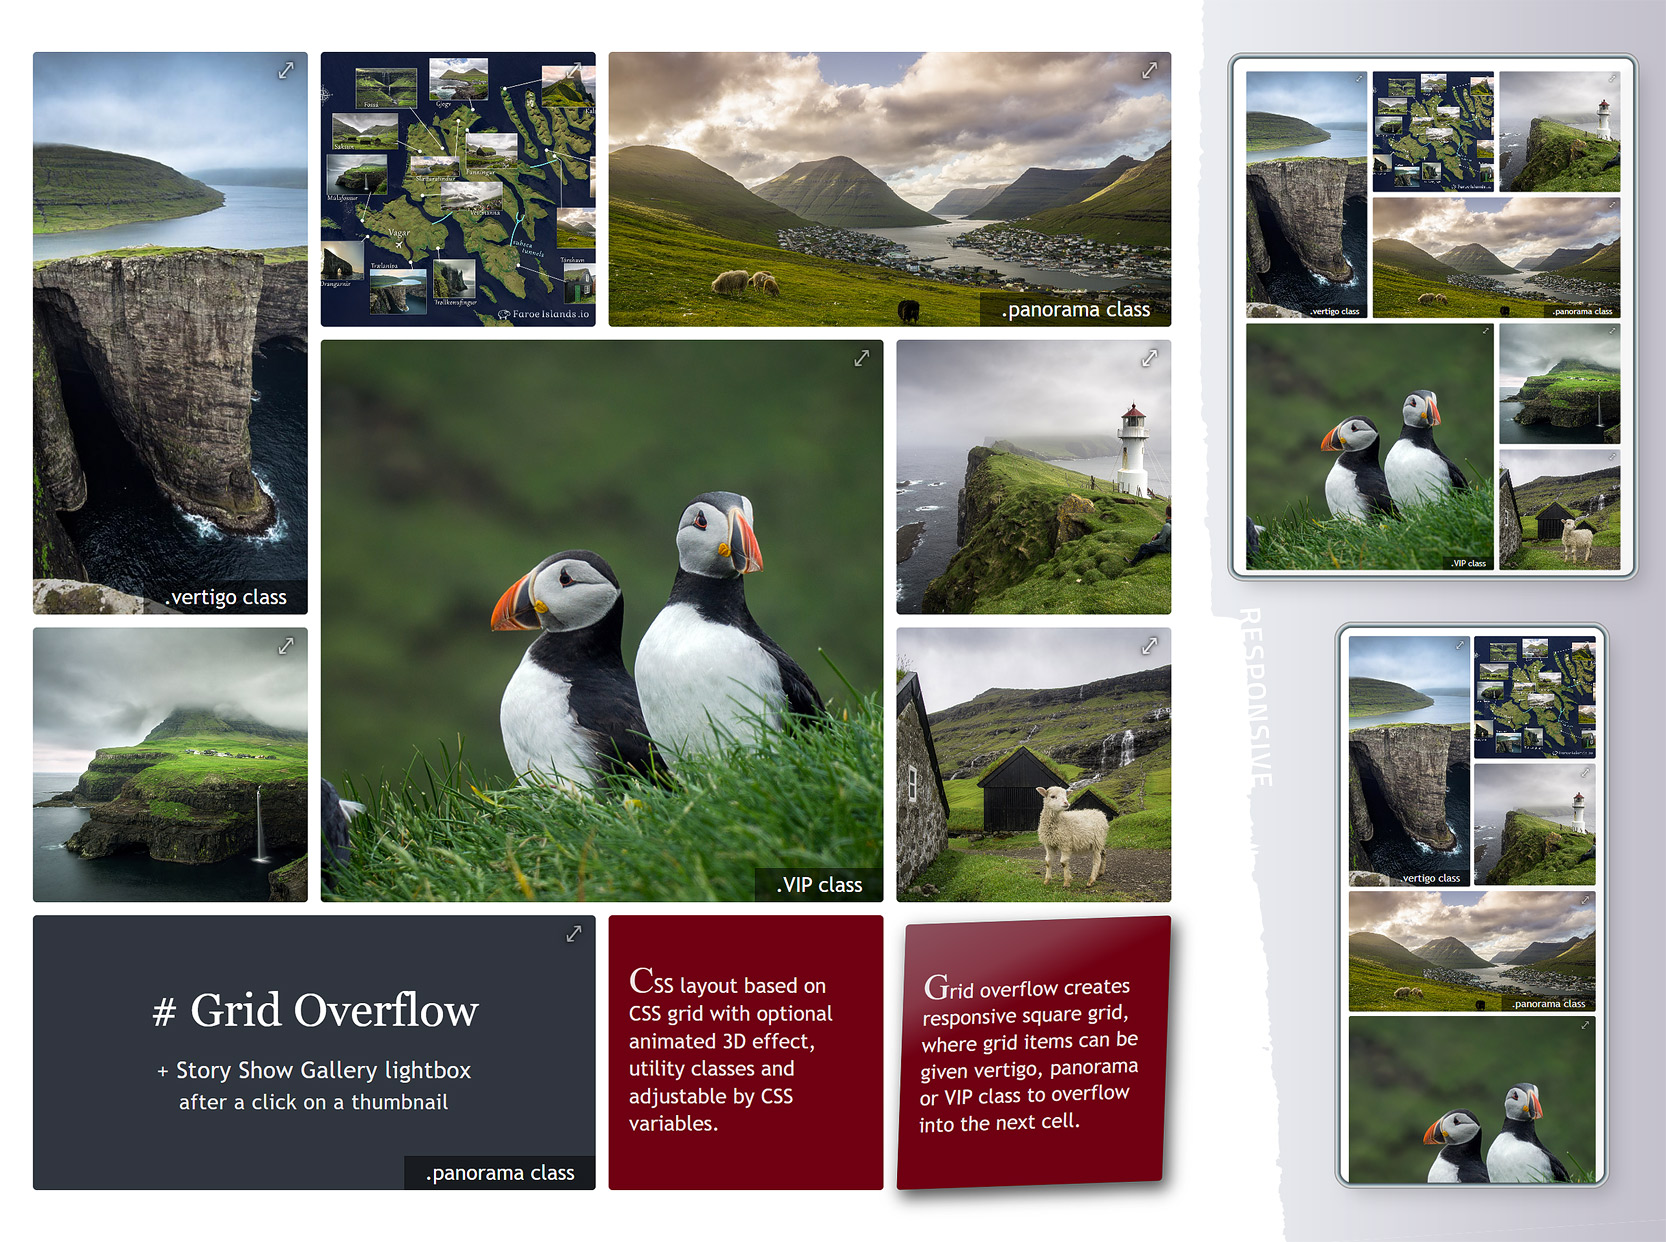 Fossá
Gjógv
Saksun
Slættaratindur
Funningur
Múlafossur
Vestmanna
Vágar
subsea
tunnels
Tórshavn
Drangarnir
Trælanípa
Trøllkonufingur
FaroeIslands.io
.panorama class
.vertigo class
.VIP class
# Grid Overflow
+ Story Show Gallery lightbox
after a click on a thumbnail
.panorama class
CSS layout based on
CSS grid with optional
animated 3D effect,
utility classes and
adjustable by CSS
variables.
Grid overflow creates
responsive square grid,
where grid items can be
given vertigo, panorama
or VIP class to overflow
into the next cell.
.vertigo class
.panorama class
.VIP class
RESPONSIVE
.vertigo class
.panorama class